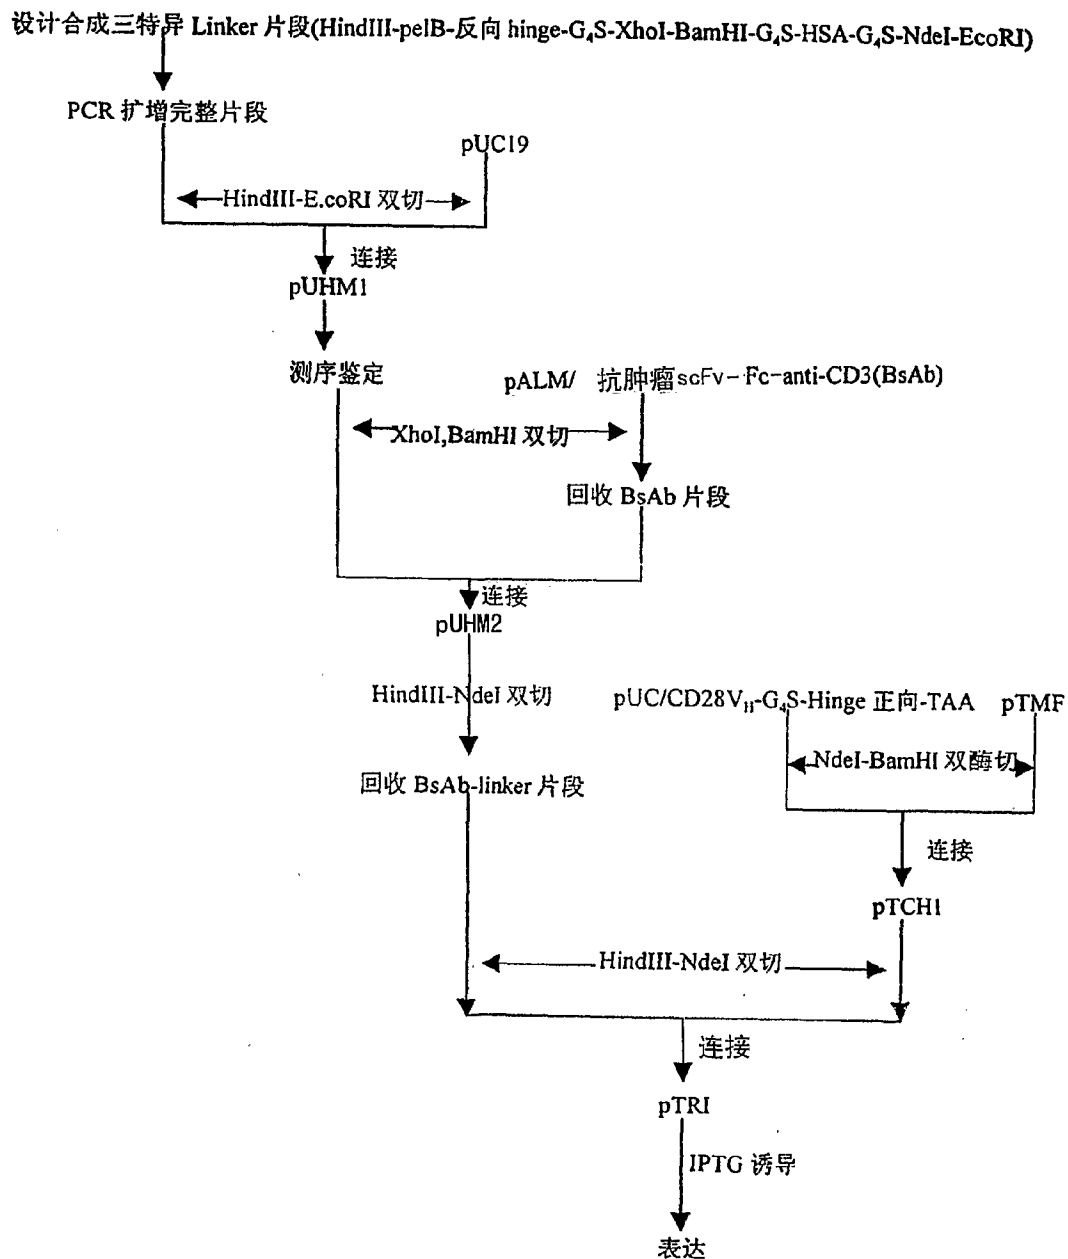 设计合成三特异 Linker 片段(HindIII-pelB-反向 hinge-G₄S-XhoI-BamHI-G₄S-HSA-G₄S-NdeI-EcoRI)
PCR 扩增完整片段
pUC19
HindIII-E.coRI 双切
连接
pUHM1
测序鉴定
pALM/ 抗肿瘤scFv-Fc-anti-CD3(BsAb)
XhoI,BamHI 双切
回收 BsAb 片段
连接
pUHM2
HindIII-NdeI 双切
pUC/CD28V_H-G₄S-Hinge 正向-TAA pTMF
NdeI-BamHI 双酶切
回收 BsAb-linker 片段
连接
pTCH1
HindIII-NdeI 双切
连接
pTRI
IPTG 诱导
表达